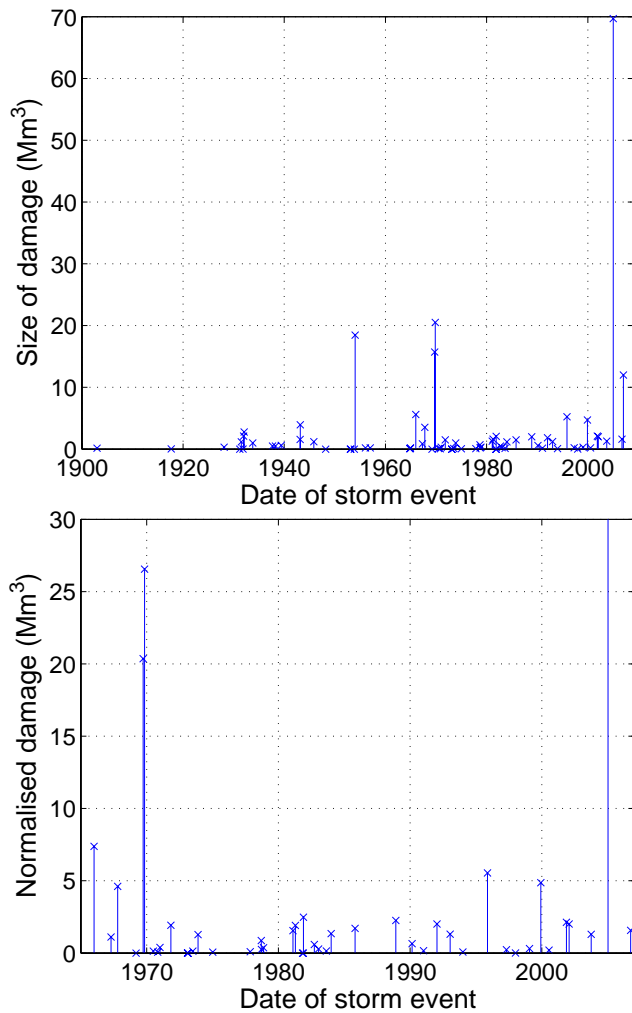 70
60
50
40
30
20
10
0
Size of damage (Mm³)
1900 1920 1940 1960 1980 2000
Date of storm event
30
25
20
15
10
5
0
Normalised damage (Mm³)
1970 1980 1990 2000
Date of storm event